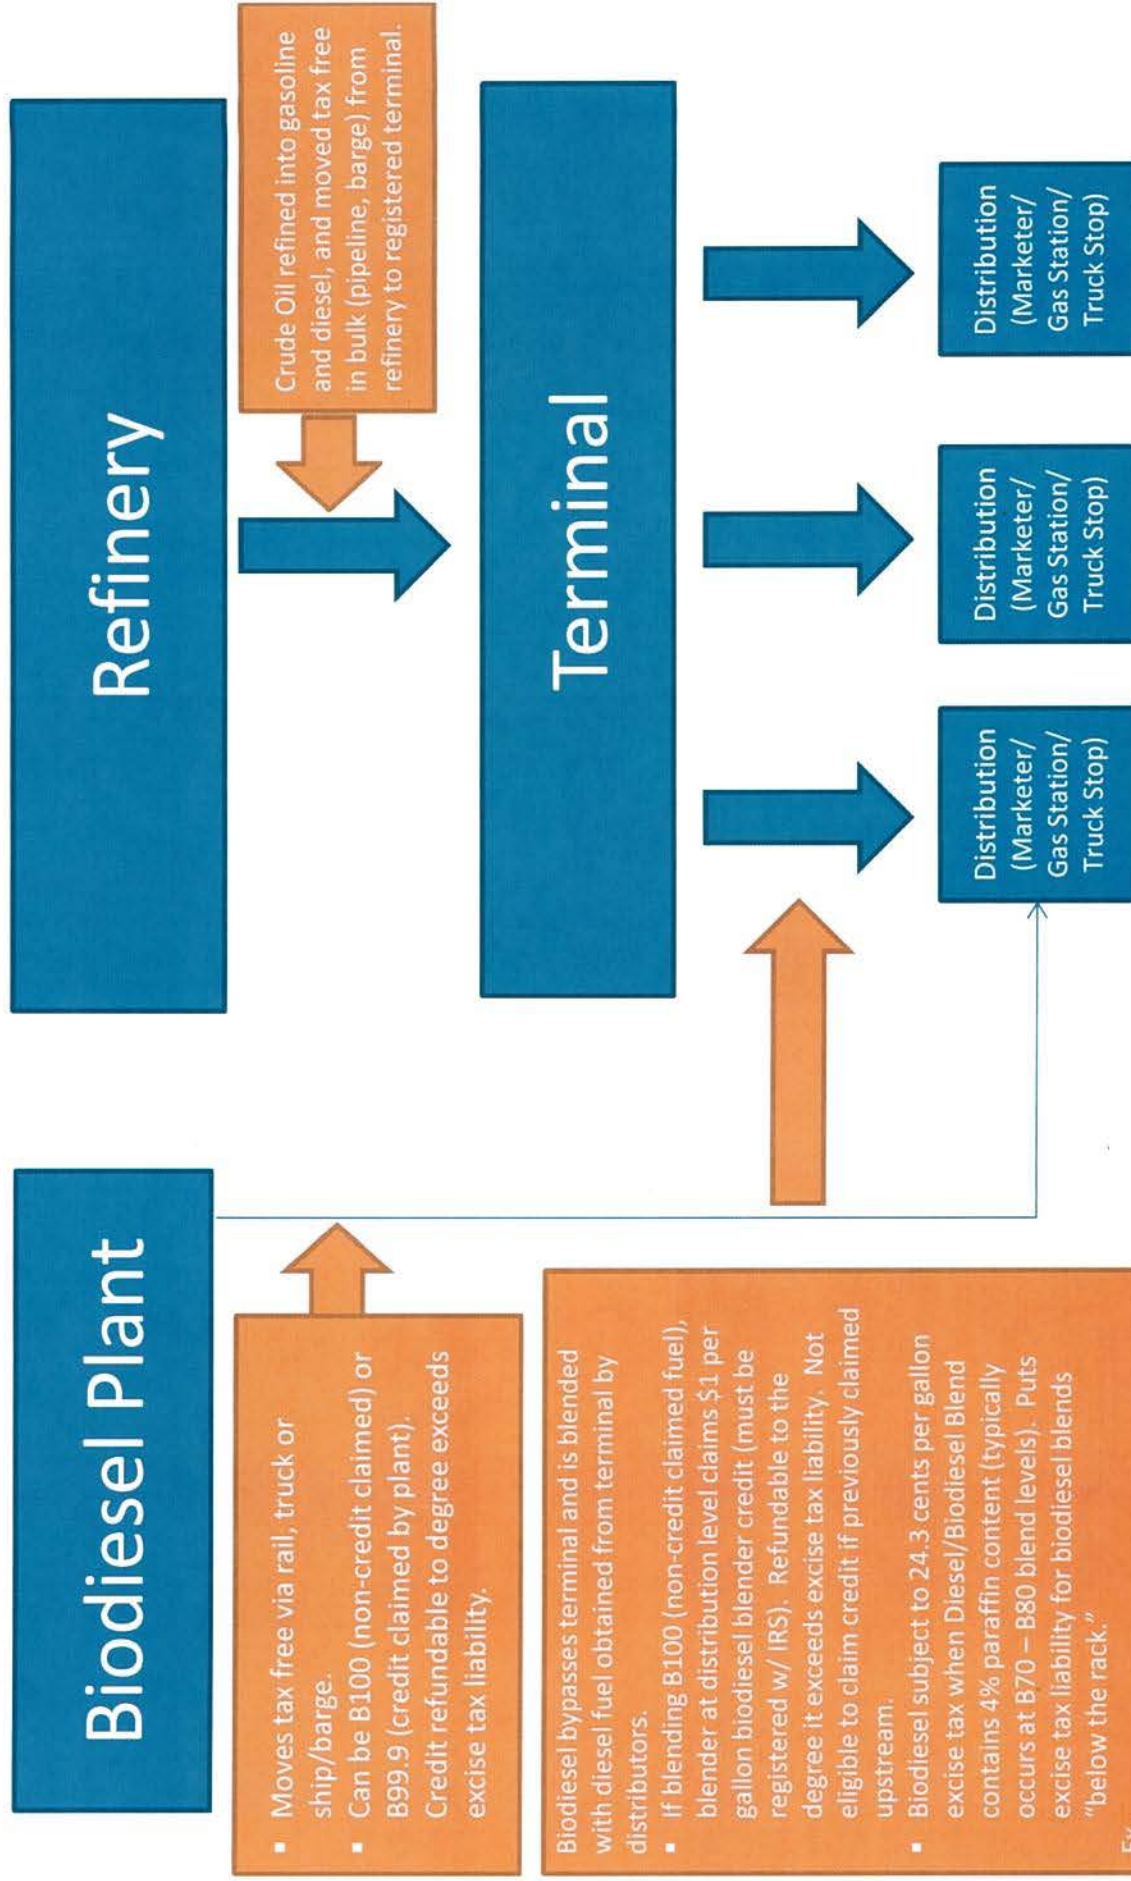 Biodiesel Plant
▪ Moves tax free via rail, truck or
ship/barge.
▪ Can be B100 (non-credit claimed) or
B99.9 (credit claimed by plant).
Credit refundable to degree exceeds
excise tax liability.
Biodiesel bypasses terminal and is blended
with diesel fuel obtained from terminal by
distributors.
▪ If blending B100 (non-credit claimed fuel),
blender at distribution level claims $1 per
gallon biodiesel blender credit (must be
registered w/ IRS). Refundable to the
degree it exceeds excise tax liability. Not
eligible to claim credit if previously claimed
upstream.
▪ Biodiesel subject to 24.3 cents per gallon
excise tax when Diesel/Biodiesel Blend
contains 4% paraffin content (typically
occurs at B70 – B80 blend levels). Puts
excise tax liability for biodiesel blends
“below the rack.”
Refinery
Crude Oil refined into gasoline
and diesel, and moved tax free
in bulk (pipeline, barge) from
refinery to registered terminal.
Terminal
Distribution
(Marketer/
Gas Station/
Truck Stop)
Distribution
(Marketer/
Gas Station/
Truck Stop)
Distribution
(Marketer/
Gas Station/
Truck Stop)